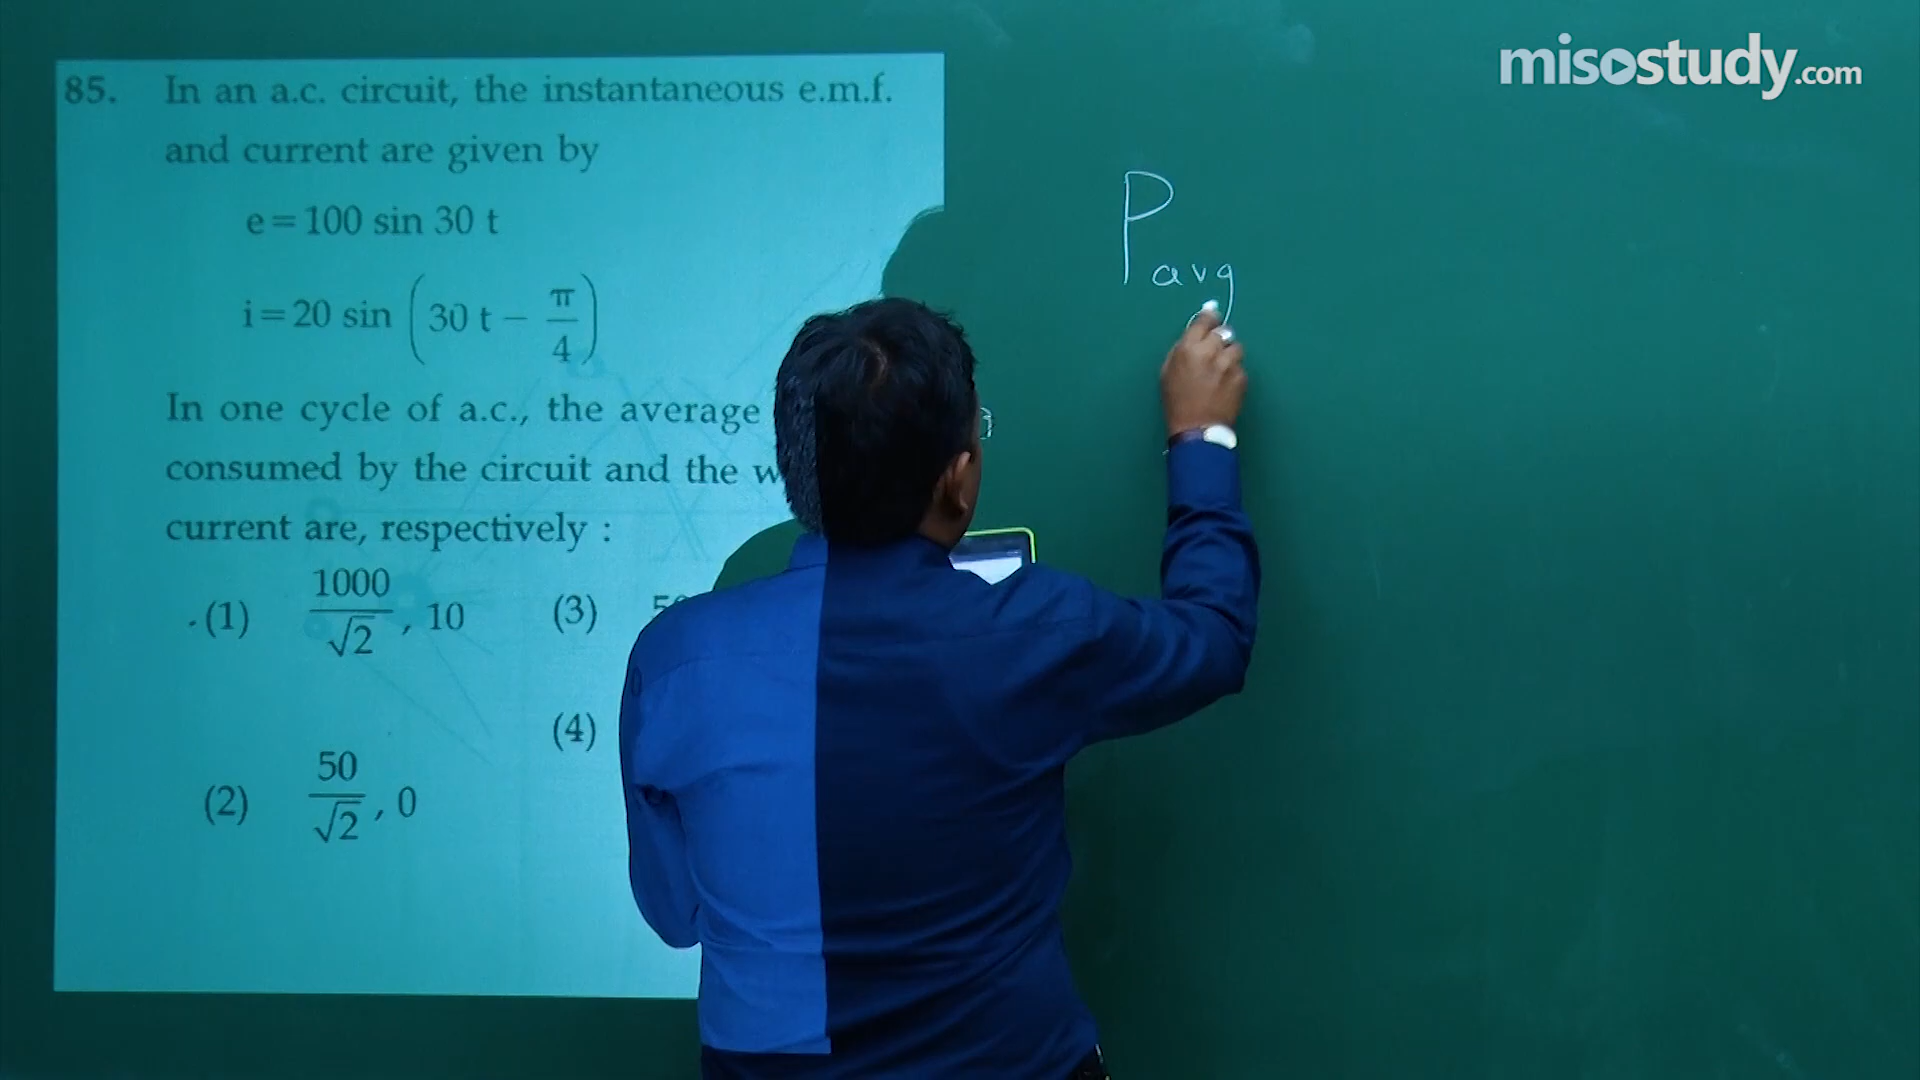 misostudy.com
85. In an a.c. circuit, the instantaneous e.m.f.
and current are given by
e = 100 sin 30 t
i = 20 sin (30 t − π/4)
In one cycle of a.c., the average
consumed by the circuit and the
current are, respectively :
(1) 1000/√2 , 10 (3)
(4)
(2) 50/√2 , 0
P avg